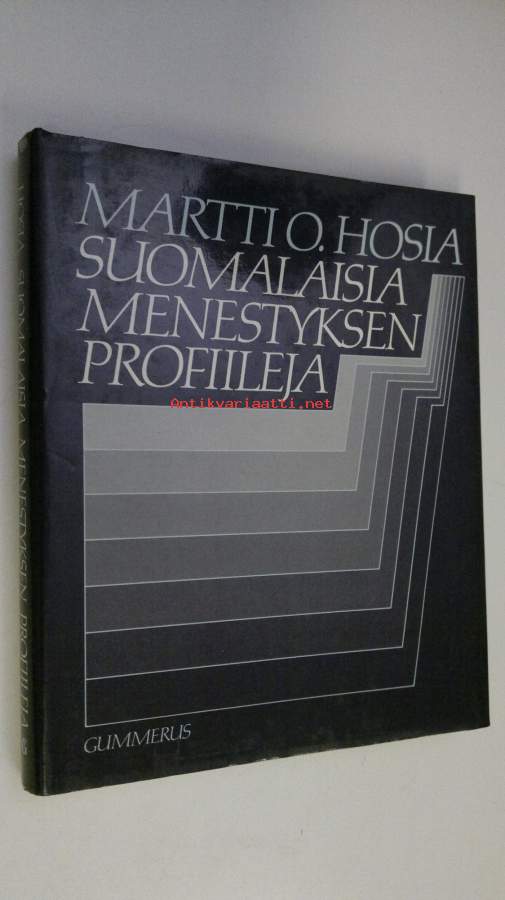 MARTTI O. HOSIA
SUOMALAISIA
MENESTYKSEN
PROFIILEJA
Antikvariaatti.net
GUMMERUS
HOSIA SUOMALAISIA MENESTYKSEN PROFIILEJA